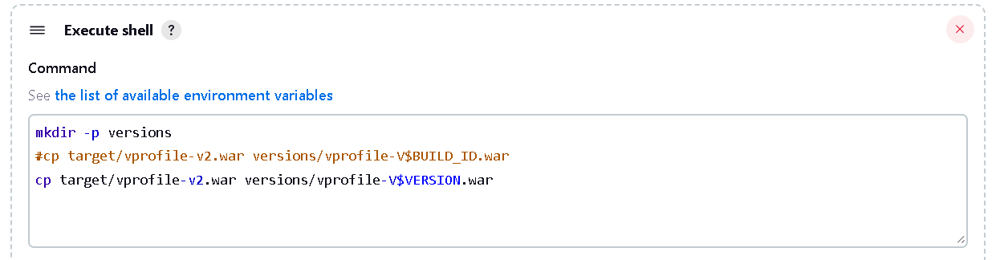 Execute shell ?
Command
See the list of available environment variables
mkdir -p versions
#cp target/vprofile-v2.war versions/vprofile-V$BUILD_ID.war
cp target/vprofile-v2.war versions/vprofile-V$VERSION.war